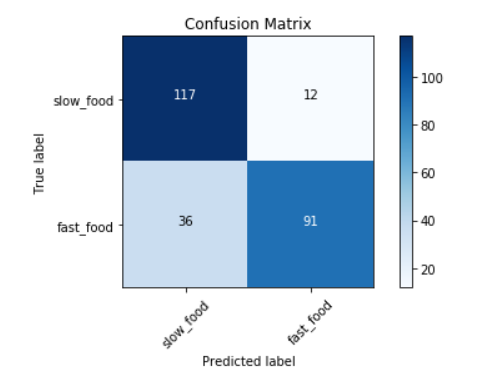 Confusion Matrix
slow_food
117
12
fast_food
36
91
True label
slow_food
fast_food
Predicted label
100
80
60
40
20